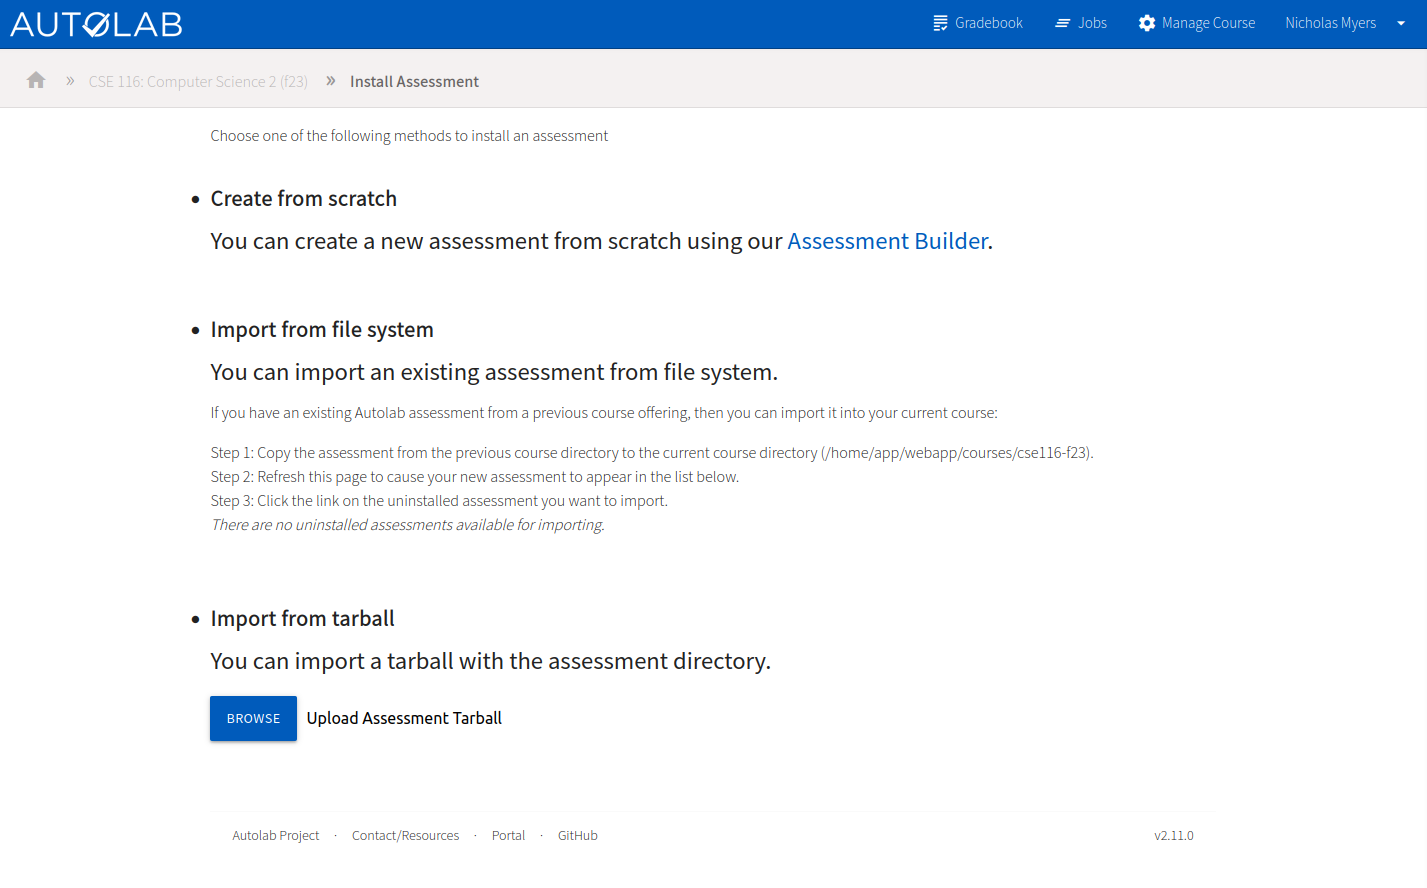 AUTOLAB
Gradebook
Jobs
Manage Course
Nicholas Myers
» CSE 116: Computer Science 2 (f23) » Install Assessment
Choose one of the following methods to install an assessment
• Create from scratch
You can create a new assessment from scratch using our Assessment Builder.
• Import from file system
You can import an existing assessment from file system.
If you have an existing Autolab assessment from a previous course offering, then you can import it into your current course:
Step 1: Copy the assessment from the previous course directory to the current course directory (/home/app/webapp/courses/cse116-f23).
Step 2: Refresh this page to cause your new assessment to appear in the list below.
Step 3: Click the link on the uninstalled assessment you want to import.
There are no uninstalled assessments available for importing.
• Import from tarball
You can import a tarball with the assessment directory.
BROWSE Upload Assessment Tarball
Autolab Project · Contact/Resources · Portal · GitHub
v2.11.0